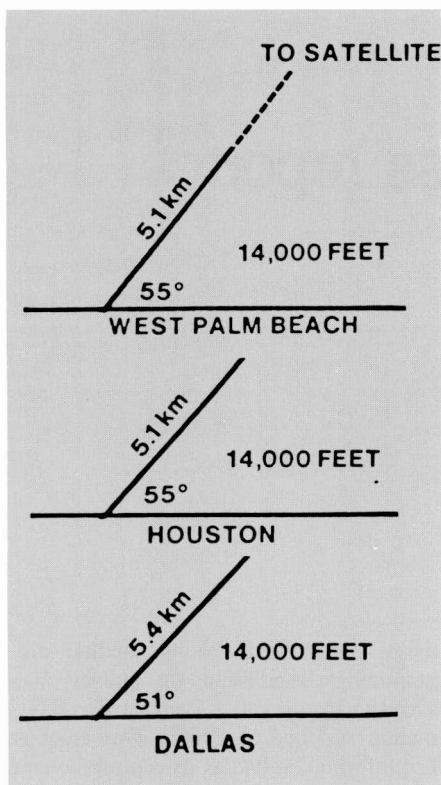 TO SATELLITE
5.1 km
14,000 FEET
55°
WEST PALM BEACH
5.1 km
14,000 FEET
55°
HOUSTON
5.4 km
14,000 FEET
51°
DALLAS